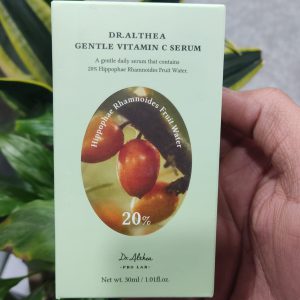 DR.ALTHEA
GENTLE VITAMIN C SERUM
A gentle daily serum that contains
20% Hippophae Rhamnoides Fruit Water.
Hippophae Rhamnoides Fruit Water
20%
Dr.Althea
-PRO LAB-
Net wt. 30ml / 1.01fl.oz.